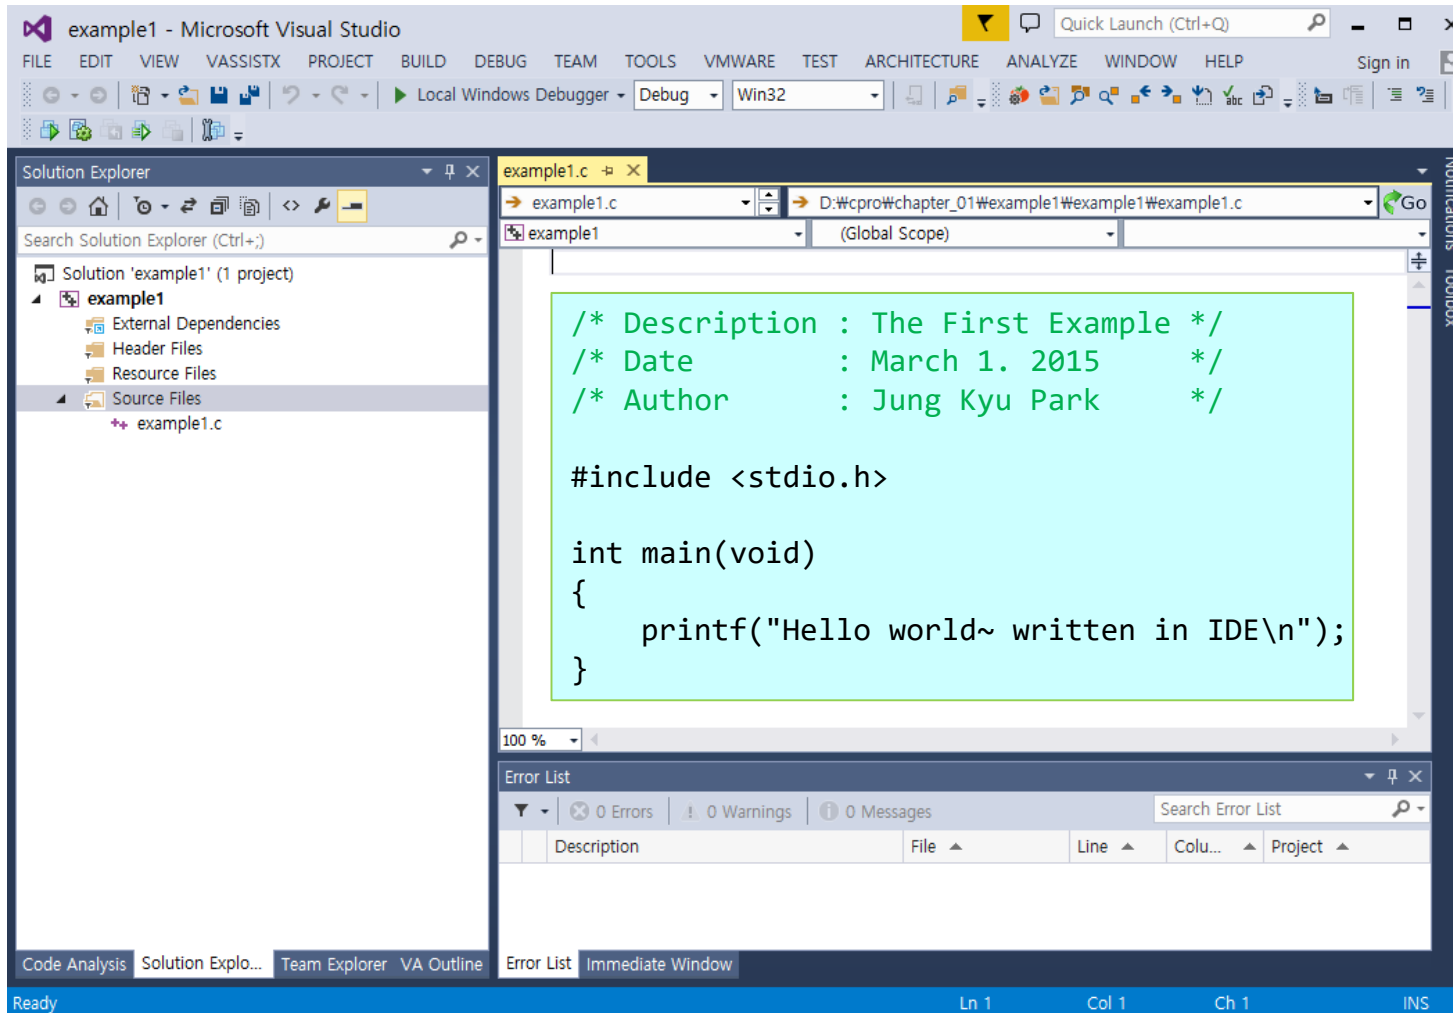 example1 - Microsoft Visual Studio
Quick Launch (Ctrl+Q)
FILE EDIT VIEW VASSISTX PROJECT BUILD DEBUG TEAM TOOLS VMWARE TEST ARCHITECTURE ANALYZE WINDOW HELP Sign in
Local Windows Debugger Debug Win32
Solution Explorer
Search Solution Explorer (Ctrl+;)
Solution 'example1' (1 project)
example1
External Dependencies
Header Files
Resource Files
Source Files
example1.c
Code Analysis Solution Explo... Team Explorer VA Outline
example1.c
example1.c D:₩cpro₩chapter_01₩example1₩example1₩example1.c Go
example1 (Global Scope)
/* Description : The First Example */
/* Date        : March 1. 2015     */
/* Author      : Jung Kyu Park     */
#include <stdio.h>
int main(void)
{
    printf("Hello world~ written in IDE\n");
}
100 %
Error List
0 Errors 0 Warnings 0 Messages Search Error List
Description File Line Colu... Project
Error List Immediate Window
Notifications Toolbox
Ready Ln 1 Col 1 Ch 1 INS